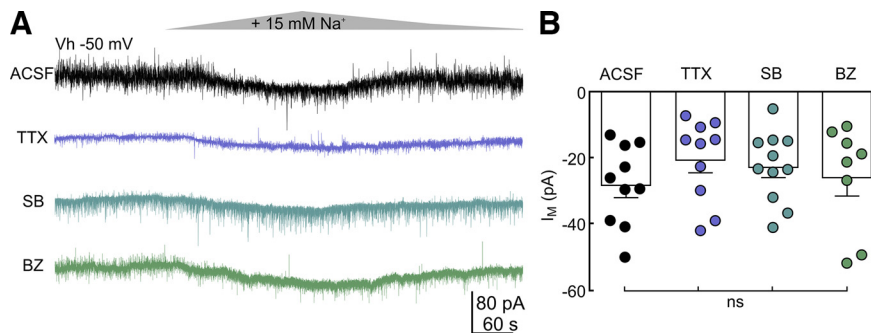 A
+ 15 mM Na⁺
Vh -50 mV
ACSF
TTX
SB
BZ
80 pA
60 s
B
ACSF TTX SB BZ
0
-20
-40
-60
I_M (pA)
ns